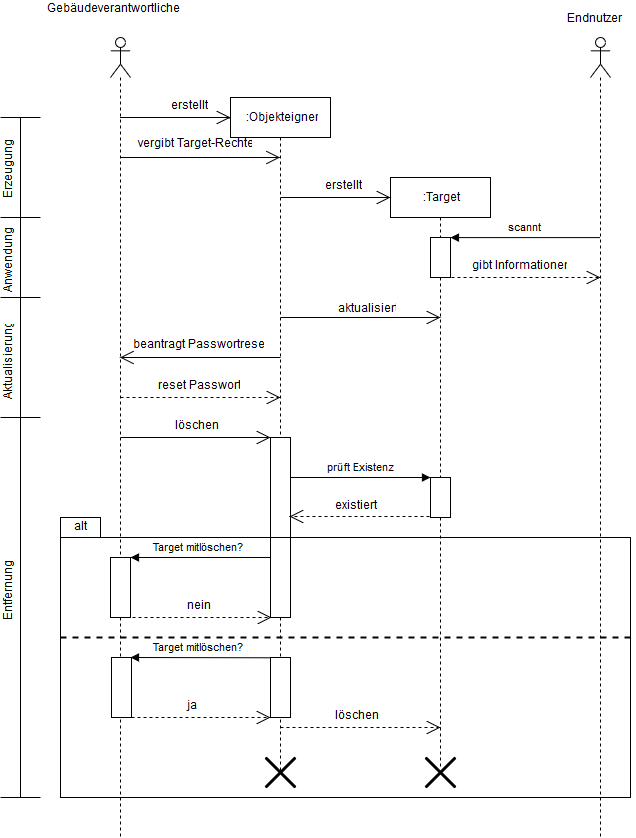 Gebäudeverantwortliche
Endnutzer
erstellt
:Objekteigner
vergibt Target-Rechte
Erzeugung
erstellt
:Target
scannt
Anwendung
gibt Informationen
aktualisiert
Aktualisierung
beantragt Passwortrese
reset Passwort
löschen
prüft Existenz
existiert
alt
Target mitlöschen?
Entfernung
nein
Target mitlöschen?
ja
löschen